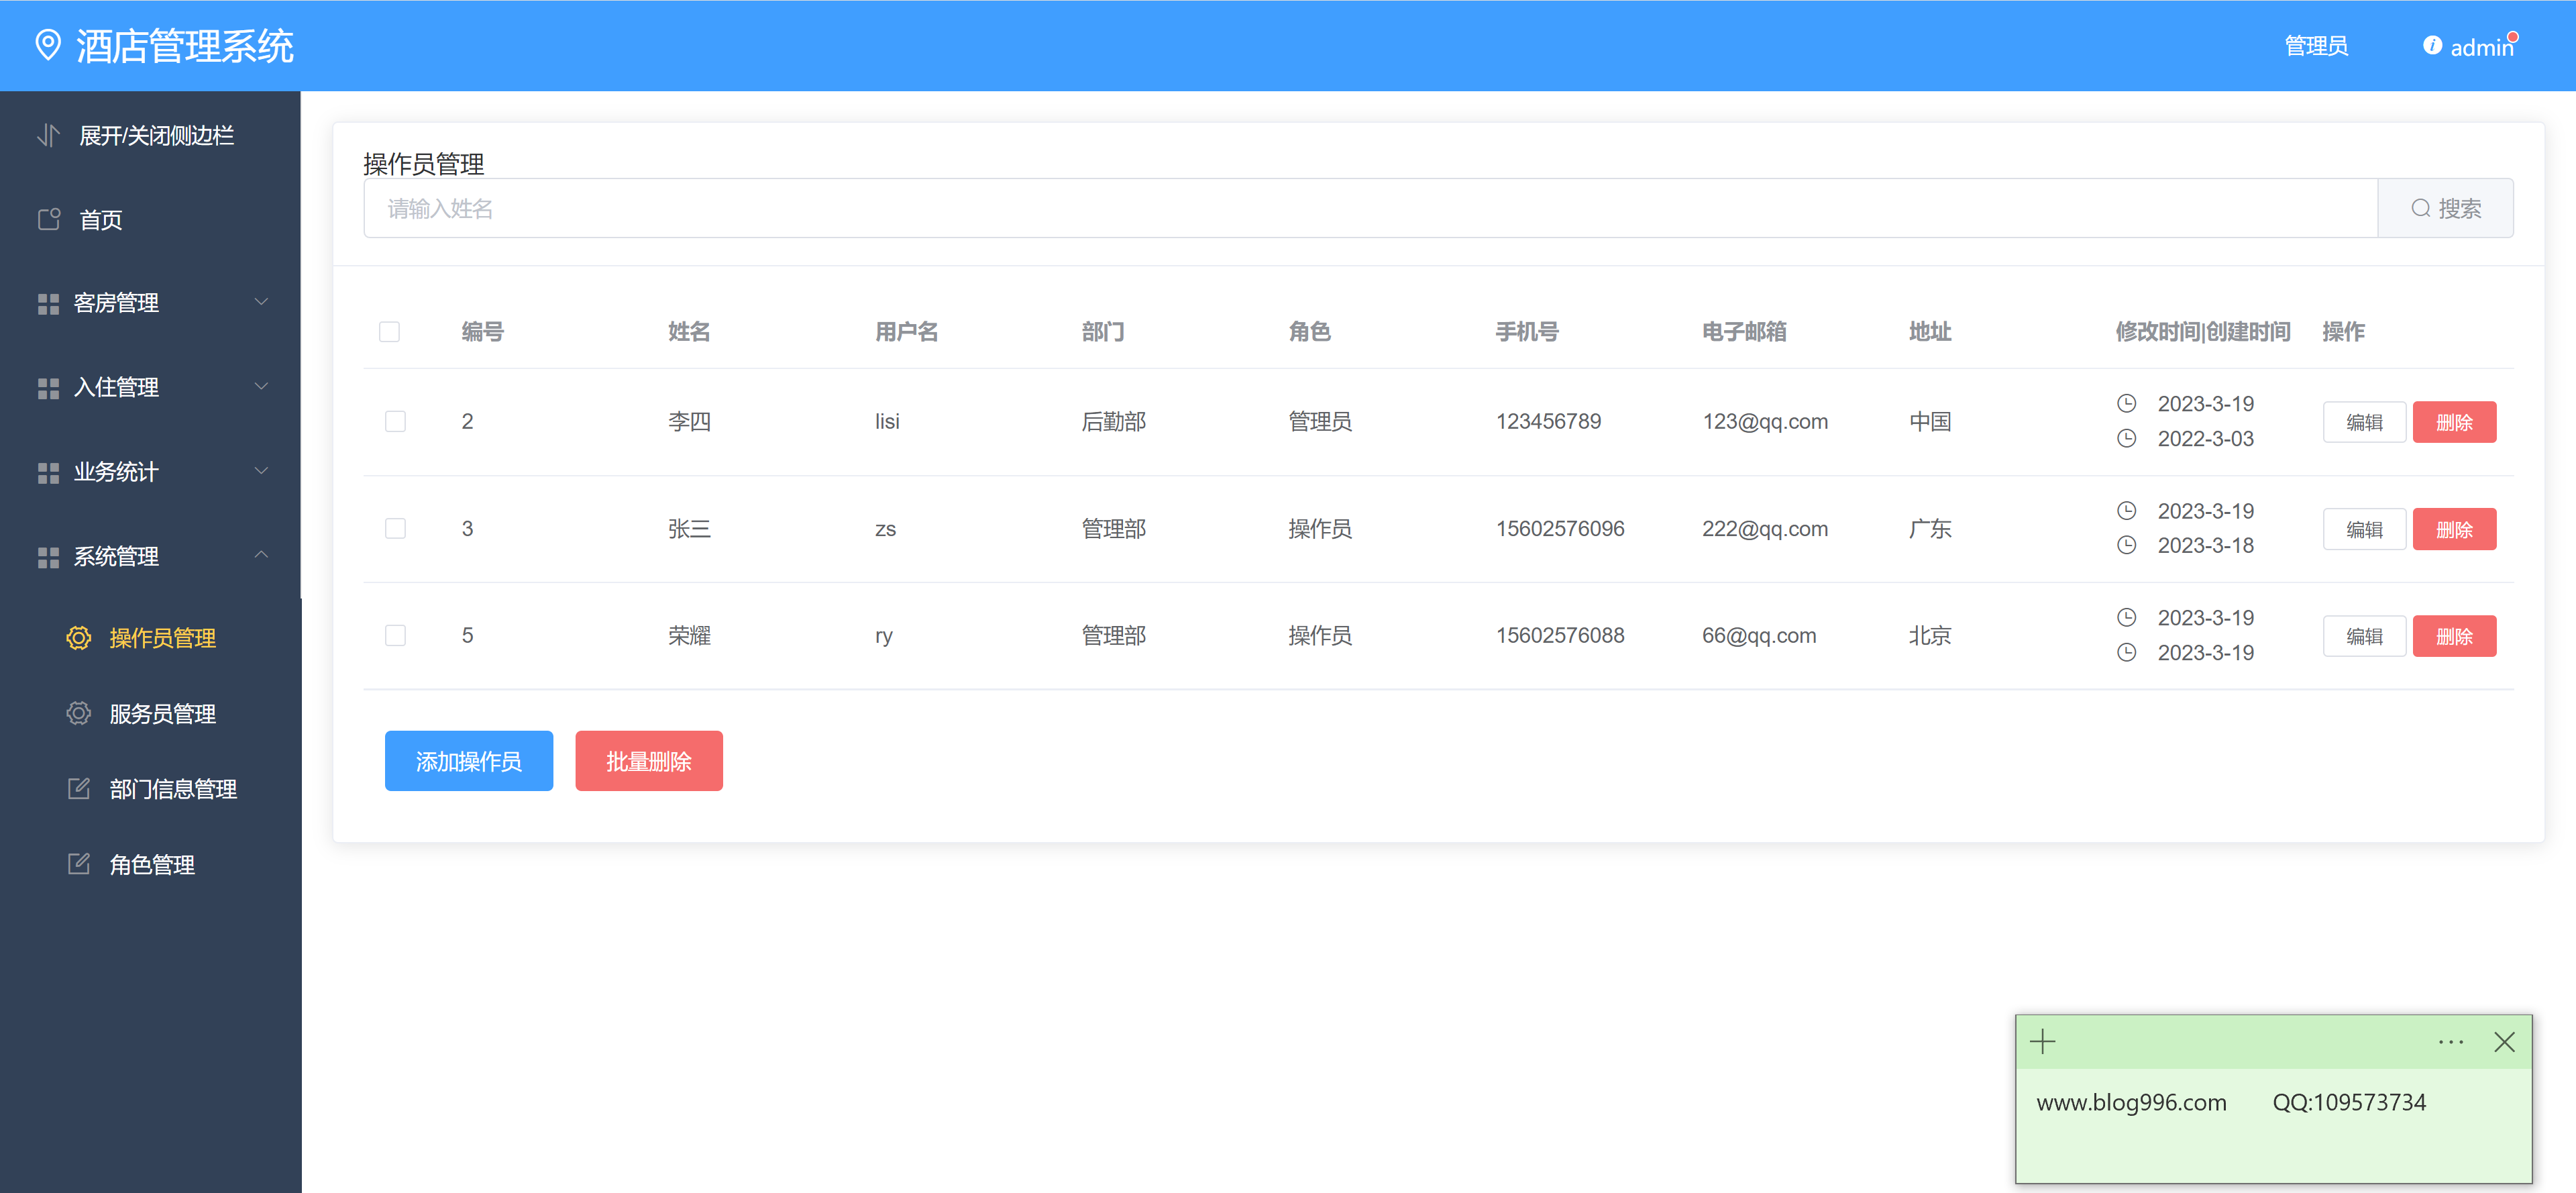 酒店管理系统
管理员 admin
展开/关闭侧边栏
首页
客房管理
入住管理
业务统计
系统管理
操作员管理
服务员管理
部门信息管理
角色管理
操作员管理
请输入姓名 搜索
编号 姓名 用户名 部门 角色 手机号 电子邮箱 地址 修改时间|创建时间 操作
2 李四 lisi 后勤部 管理员 123456789 123@qq.com 中国 2023-3-19 编辑 删除
2022-3-03
3 张三 zs 管理部 操作员 15602576096 222@qq.com 广东 2023-3-19 编辑 删除
2023-3-18
5 荣耀 ry 管理部 操作员 15602576088 66@qq.com 北京 2023-3-19 编辑 删除
2023-3-19
添加操作员 批量删除
www.blog996.com QQ:109573734